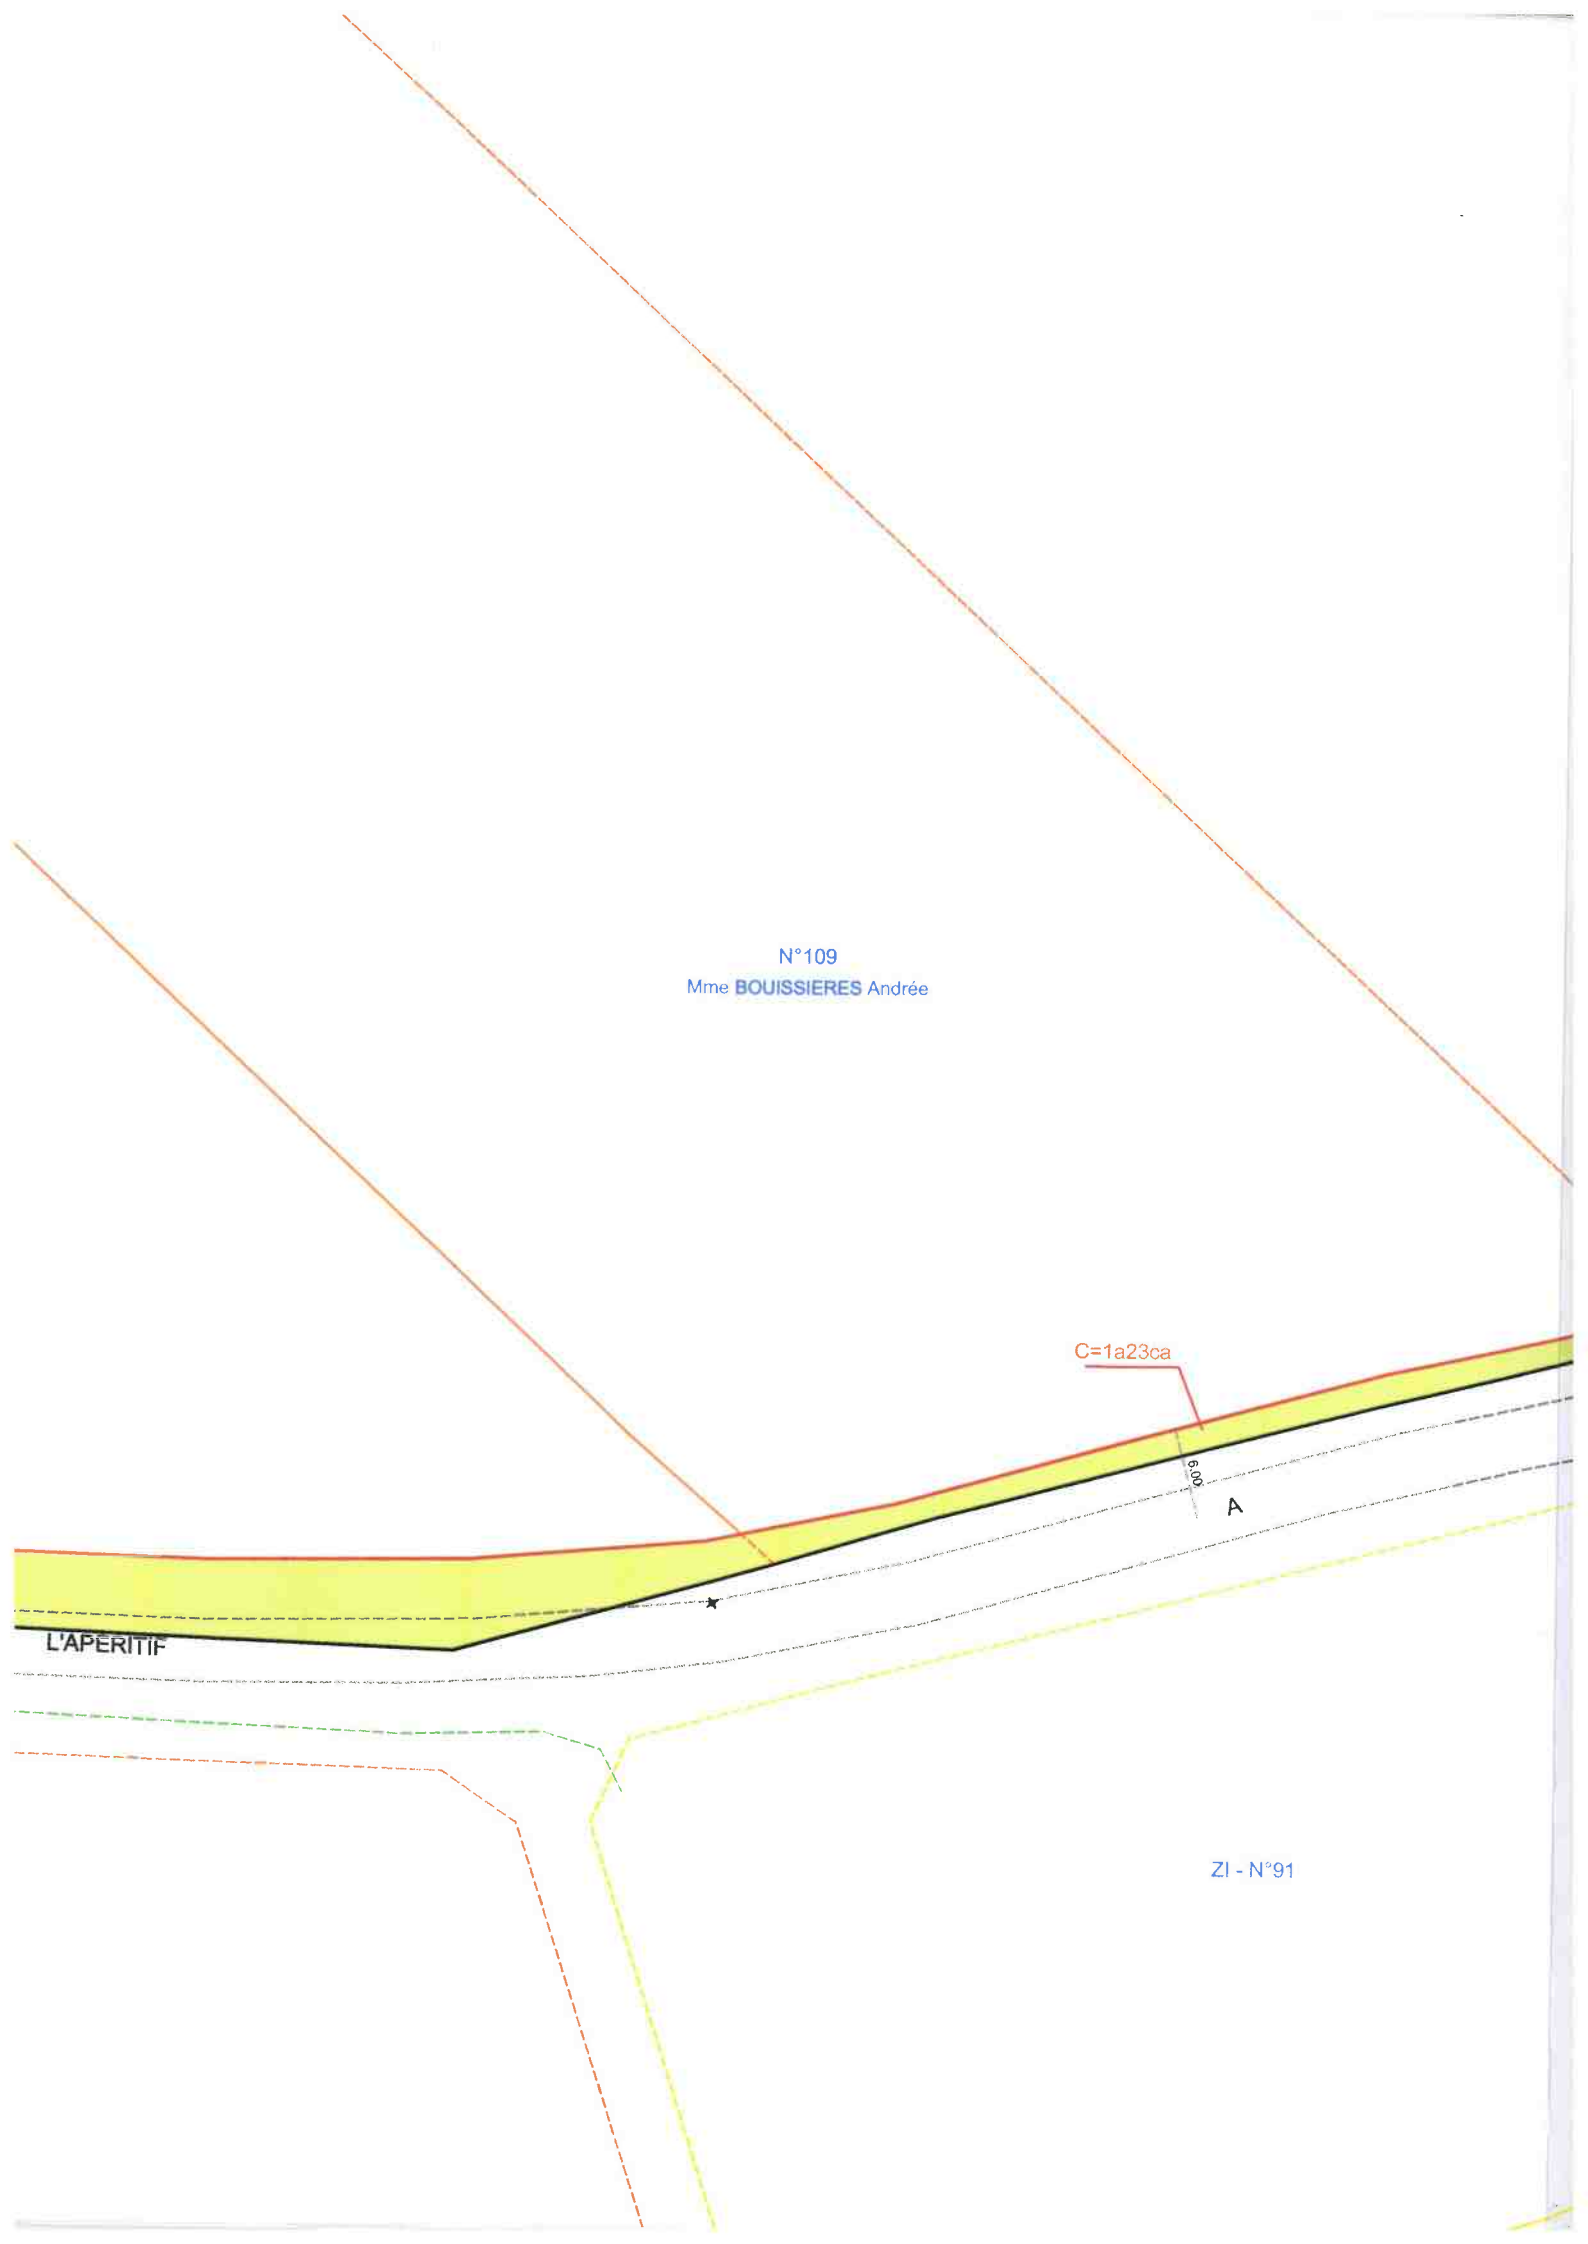 N°109
Mme BOUISSIERES Andrée
C=1a23ca
6.00
A
L'APERITIF
ZI - N°91